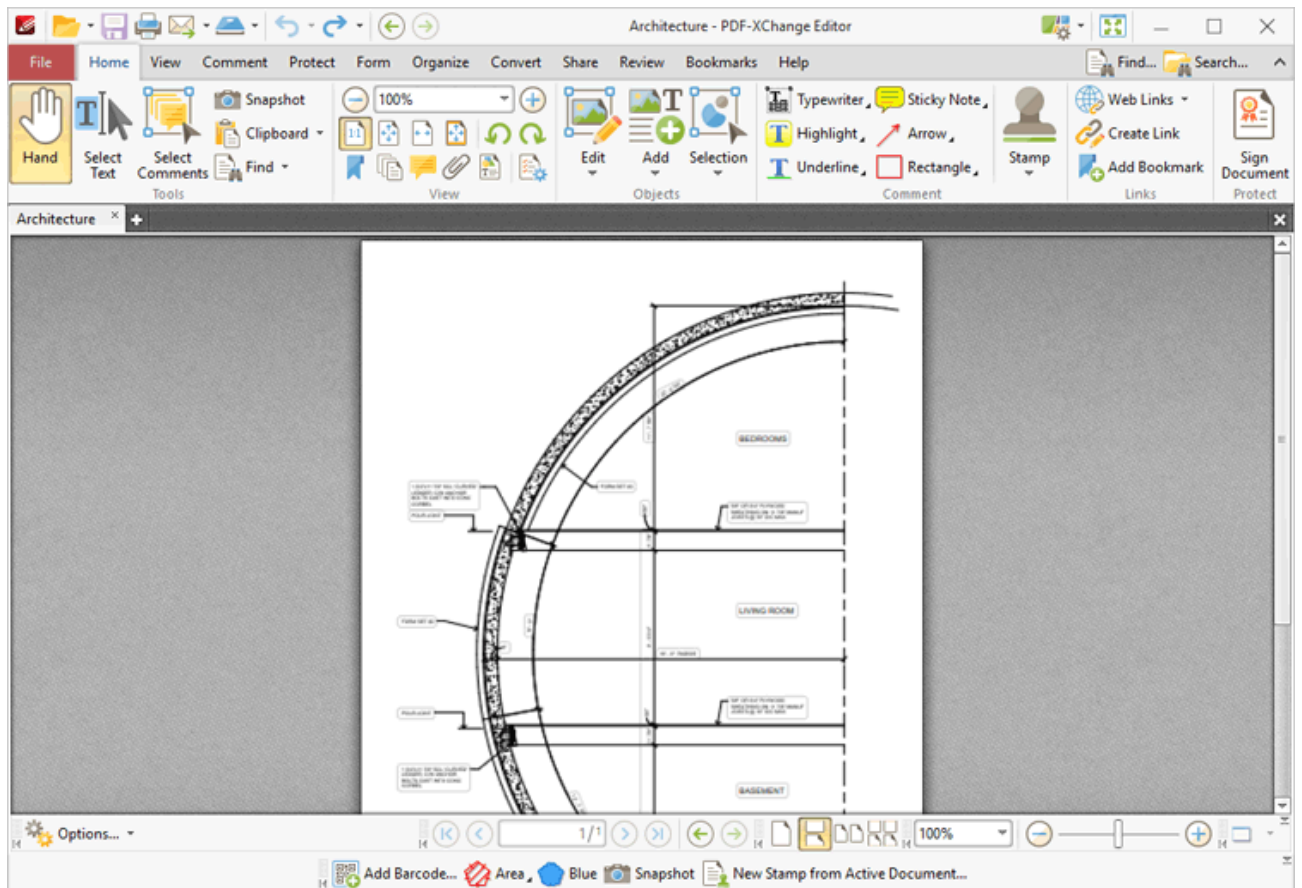 Architecture - PDF-XChange Editor
File Home View Comment Protect Form Organize Convert Share Review Bookmarks Help Find... Search...
Hand
Select Text
Select Comments
Snapshot
Clipboard
Find
Tools
100%
1:1
View
Edit
Add
Selection
Objects
Typewriter
Sticky Note
Highlight
Arrow
Underline
Rectangle
Stamp
Comment
Web Links
Create Link
Add Bookmark
Links
Sign Document
Protect
Architecture
BEDROOMS
LIVING ROOM
BASEMENT
Options...
1/1
100%
Add Barcode... Area Blue Snapshot New Stamp from Active Document...